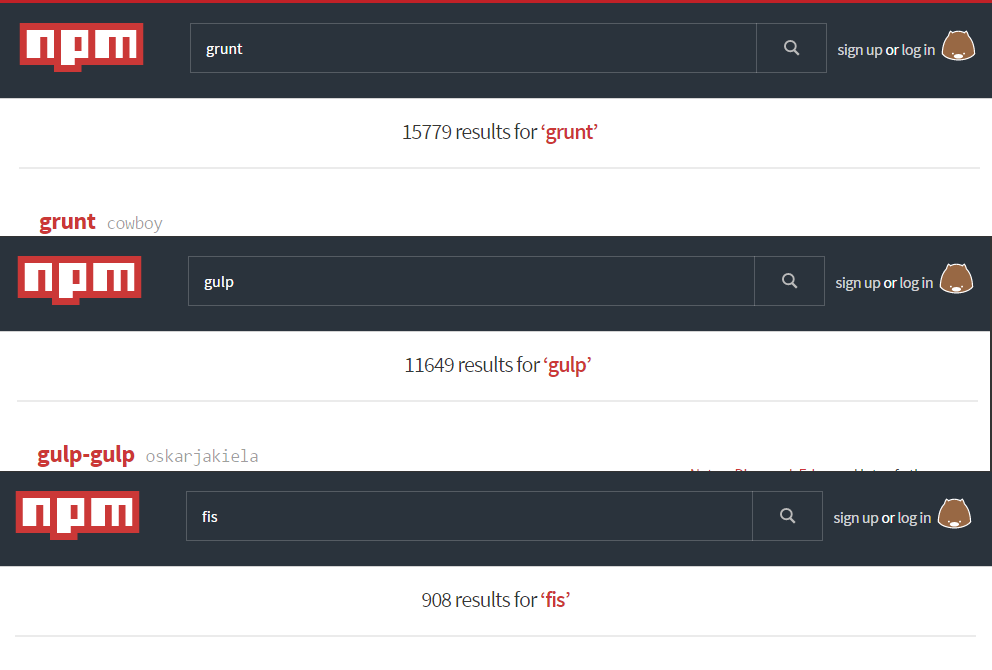 npm grunt sign up or log in
15779 results for ‘grunt’
grunt cowboy
npm gulp sign up or log in
11649 results for ‘gulp’
gulp-gulp oskarjakiela
npm fis sign up or log in
908 results for ‘fis’